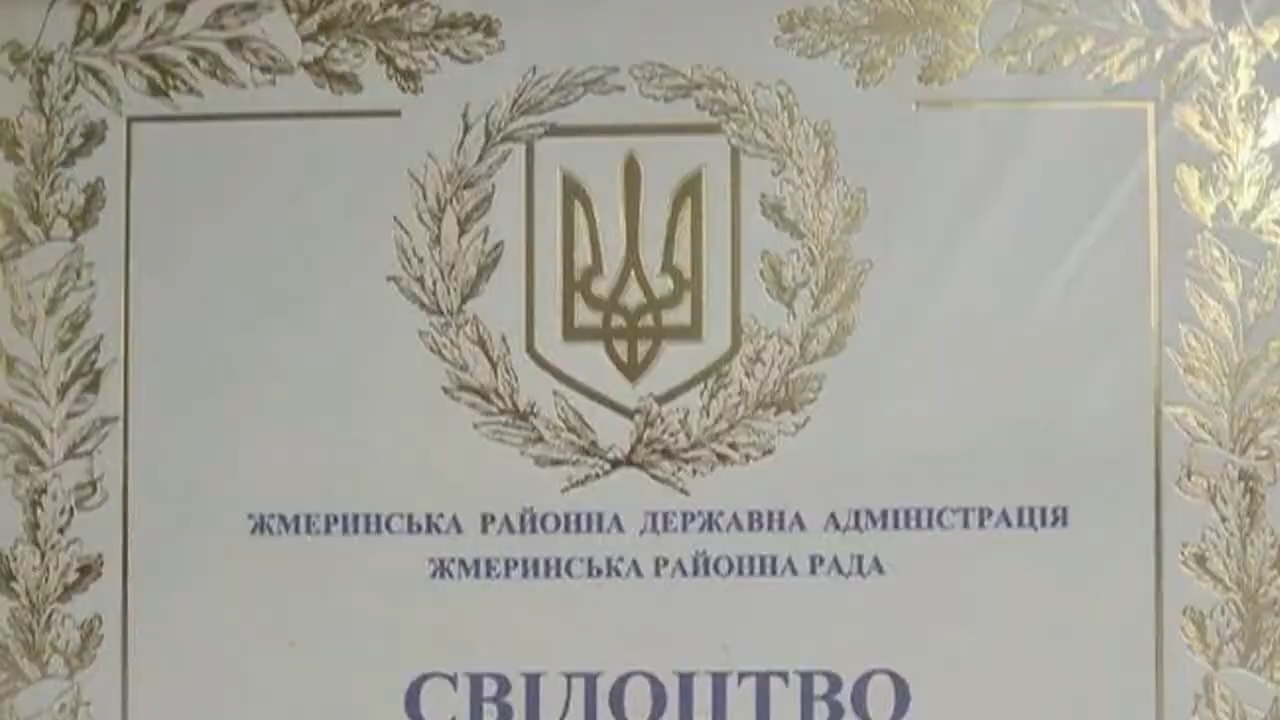 ЖМЕРИНСЬКА РАЙОННА ДЕРЖАВНА АДМІНІСТРАЦІЯ
ЖМЕРИНСЬКА РАЙОННА РАДА
СВІДОЦТВО